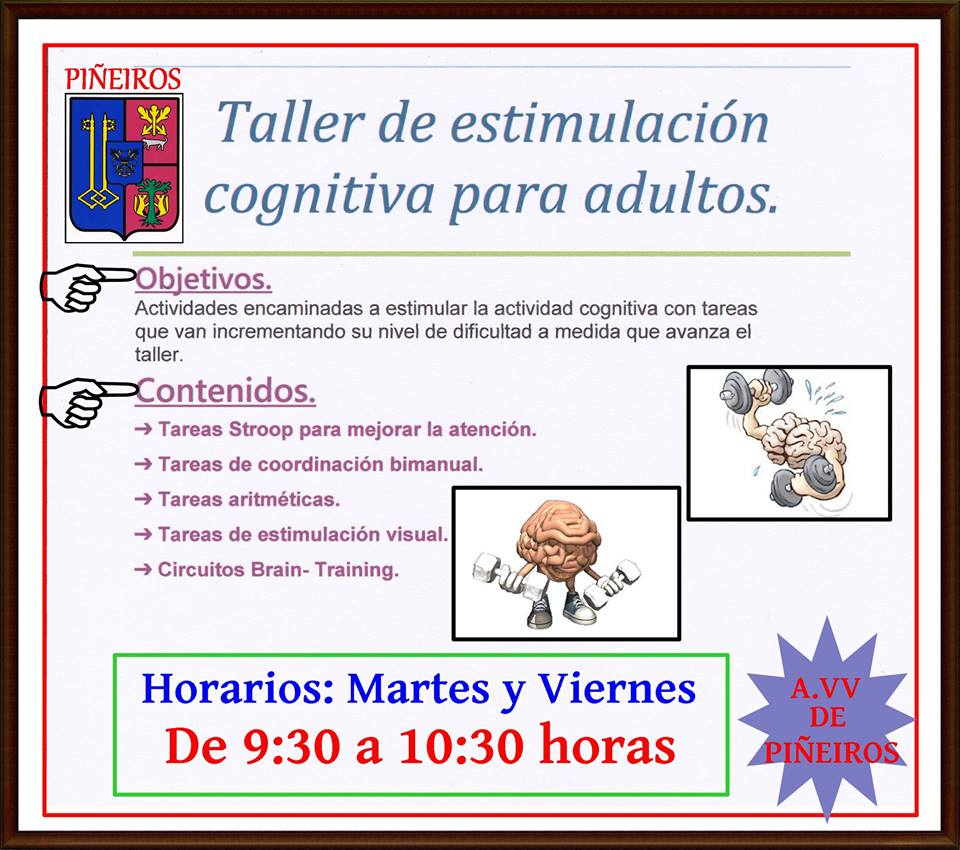 PIÑEIROS
Taller de estimulación
cognitiva para adultos.
Objetivos.
Actividades encaminadas a estimular la actividad cognitiva con tareas
que van incrementando su nivel de dificultad a medida que avanza el
taller.
Contenidos.
→ Tareas Stroop para mejorar la atención.
→ Tareas de coordinación bimanual.
→ Tareas aritméticas.
→ Tareas de estimulación visual.
→ Circuitos Brain- Training.
Horarios: Martes y Viernes
De 9:30 a 10:30 horas
A.VV
DE
PIÑEIROS